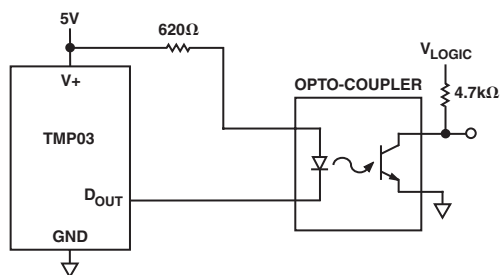 5V
620Ω
V+
TMP03
DOUT
GND
OPTO-COUPLER
VLOGIC
4.7kΩ